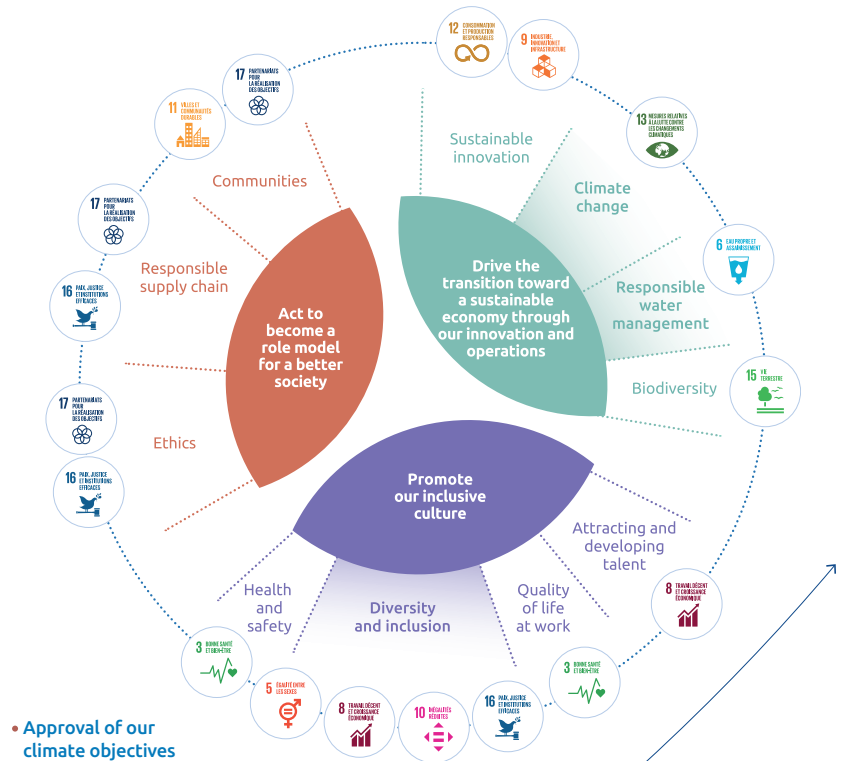 12 CONSOMMATION
ET PRODUCTION
RESPONSABLES
9 INDUSTRIE,
INNOVATION ET
INFRASTRUCTURE
17 PARTENARIATS
POUR
LA RÉALISATION
DES OBJECTIFS
11 VILLES ET
COMMUNAUTÉS
DURABLES
13 MESURES RELATIVES
À LA LUTTE CONTRE
LES CHANGEMENTS
CLIMATIQUES
Sustainable
innovation
Communities
Climate
change
17 PARTENARIATS
POUR
LA RÉALISATION
DES OBJECTIFS
6 EAU PROPRE ET
ASSAINISSEMENT
Responsible
supply chain
Drive the
transition toward
a sustainable
economy through
our innovation and
operations
Responsible
water
management
16 PAIX, JUSTICE
ET INSTITUTIONS
EFFICACES
Act to
become a
role model
for a better
society
Biodiversity
15 VIE
TERRESTRE
17 PARTENARIATS
POUR
LA RÉALISATION
DES OBJECTIFS
Ethics
16 PAIX, JUSTICE
ET INSTITUTIONS
EFFICACES
Promote
our inclusive
culture
Attracting and
developing
talent
Health
and
safety
Diversity
and inclusion
Quality
of life
at work
8 TRAVAIL DÉCENT
ET CROISSANCE
ÉCONOMIQUE
3 BONNE SANTÉ
ET BIEN-ÊTRE
5 ÉGALITÉ ENTRE
LES SEXES
8 TRAVAIL DÉCENT
ET CROISSANCE
ÉCONOMIQUE
10 INÉGALITÉS
RÉDUITES
16 PAIX, JUSTICE
ET INSTITUTIONS
EFFICACES
3 BONNE SANTÉ
ET BIEN-ÊTRE
• Approval of our
climate objectives